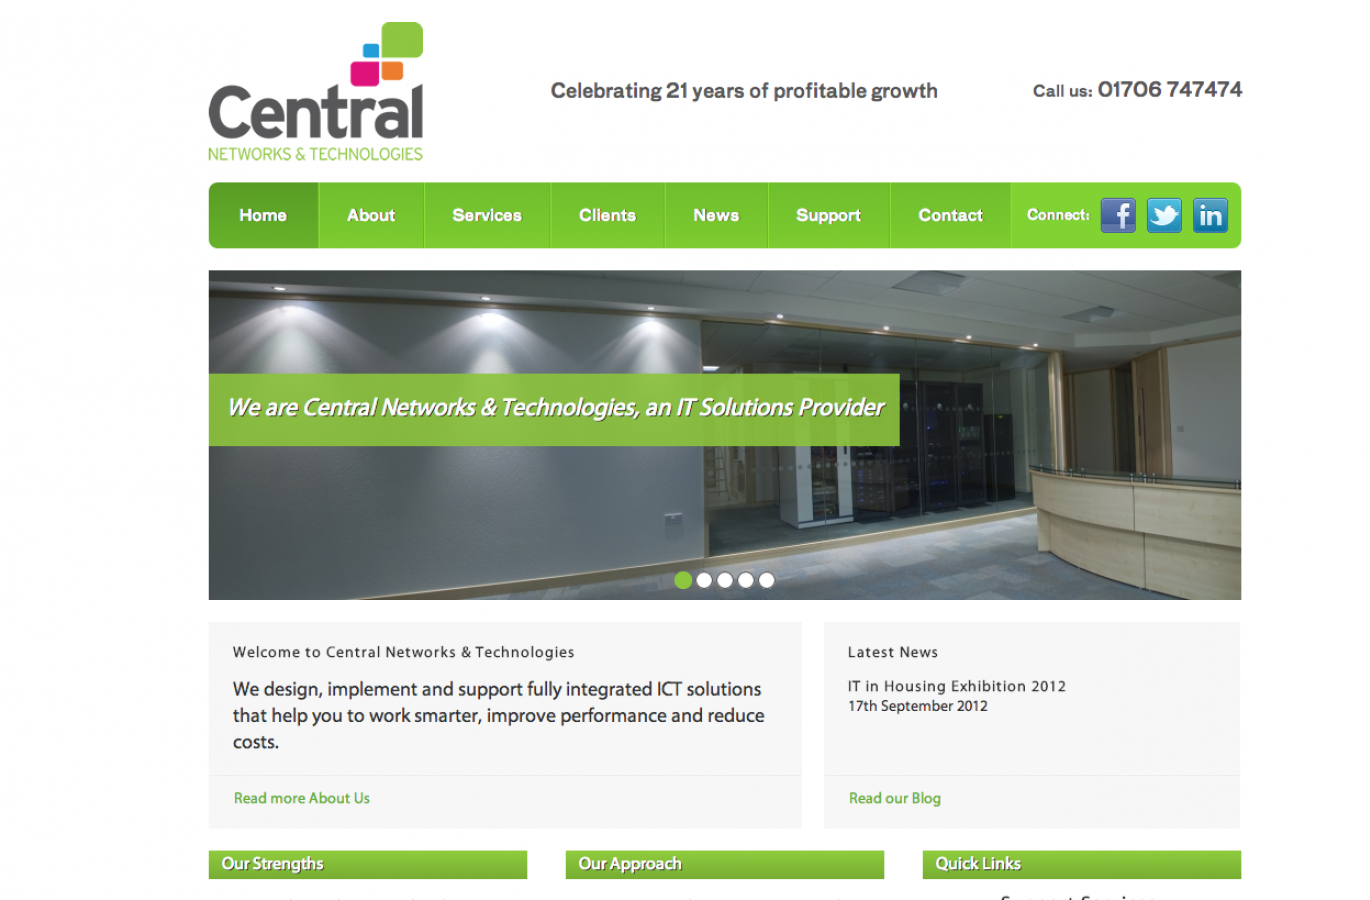 Central
NETWORKS & TECHNOLOGIES
Celebrating 21 years of profitable growth
Call us: 01706 747474
Home About Services Clients News Support Contact Connect: f in
We are Central Networks & Technologies, an IT Solutions Provider
Welcome to Central Networks & Technologies
We design, implement and support fully integrated ICT solutions
that help you to work smarter, improve performance and reduce
costs.
Read more About Us
Latest News
IT in Housing Exhibition 2012
17th September 2012
Read our Blog
Our Strengths
Our Approach
Quick Links